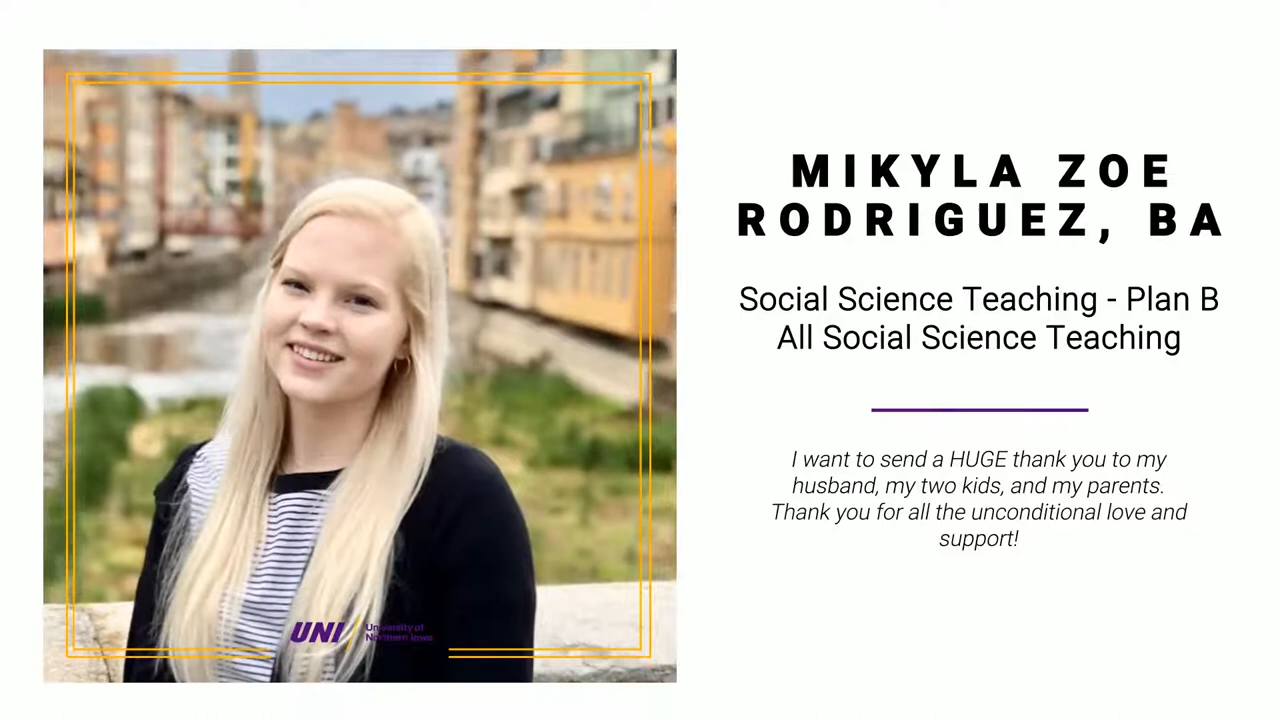 MIKYLA ZOE
RODRIGUEZ, BA
Social Science Teaching - Plan B
All Social Science Teaching
I want to send a HUGE thank you to my
husband, my two kids, and my parents.
Thank you for all the unconditional love and
support!
UNI
University of
Northern Iowa